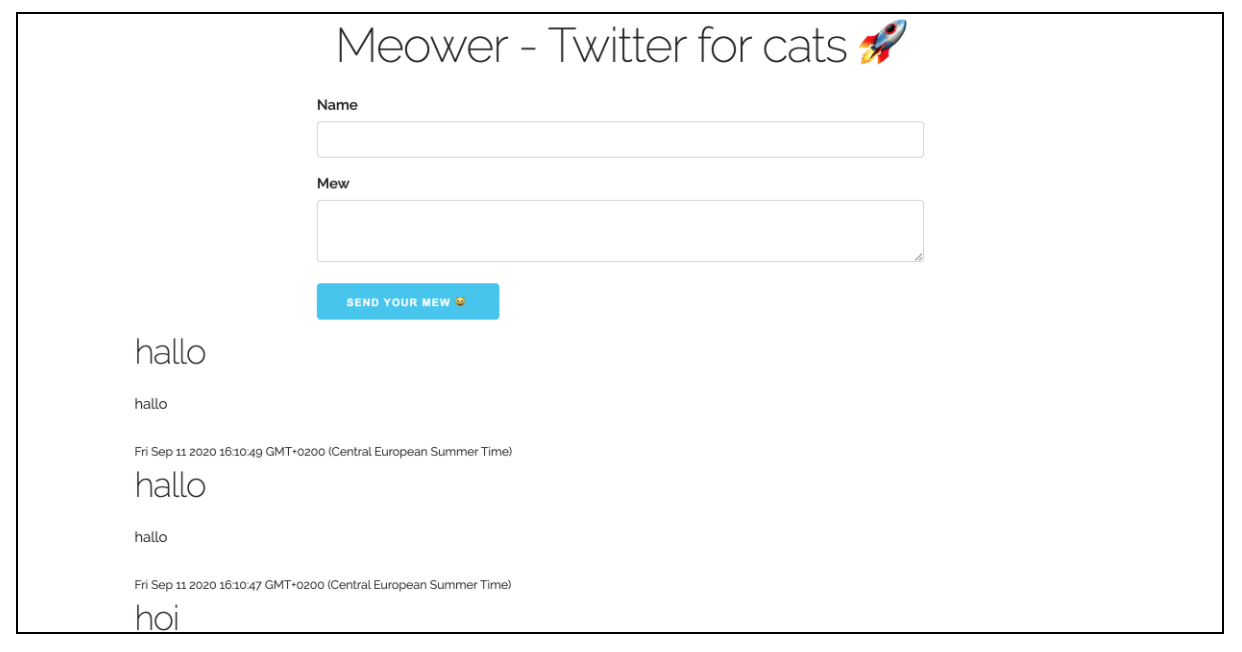 Meower - Twitter for cats 🚀
Name
Mew
SEND YOUR MEW 😀
hallo
hallo
Fri Sep 11 2020 16:10:49 GMT+0200 (Central European Summer Time)
hallo
hallo
Fri Sep 11 2020 16:10:47 GMT+0200 (Central European Summer Time)
hoi